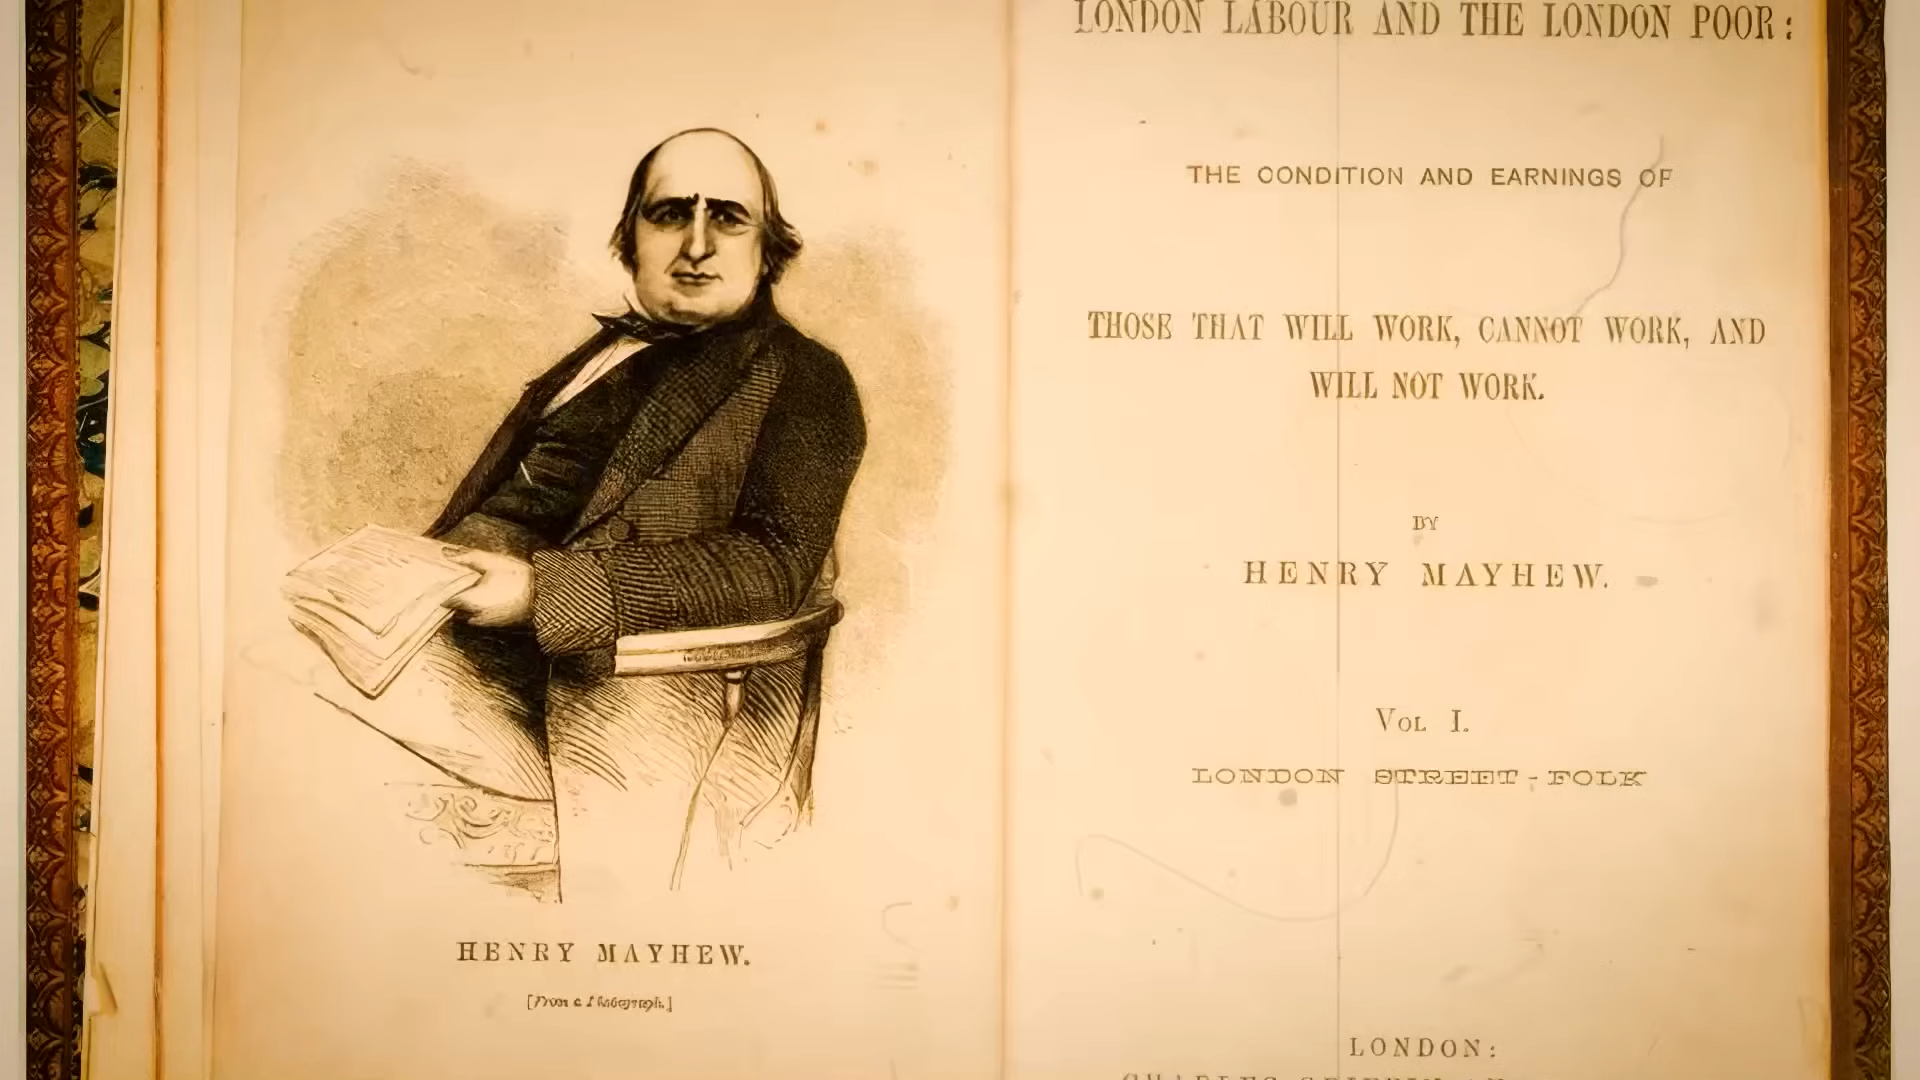 HENRY MAYHEW.
LONDON LABOUR AND THE LONDON POOR:
THE CONDITION AND EARNINGS OF
THOSE THAT WILL WORK, CANNOT WORK, AND
WILL NOT WORK.
BY
HENRY MAYHEW.
VOL I.
LONDON STREET-FOLK
LONDON: